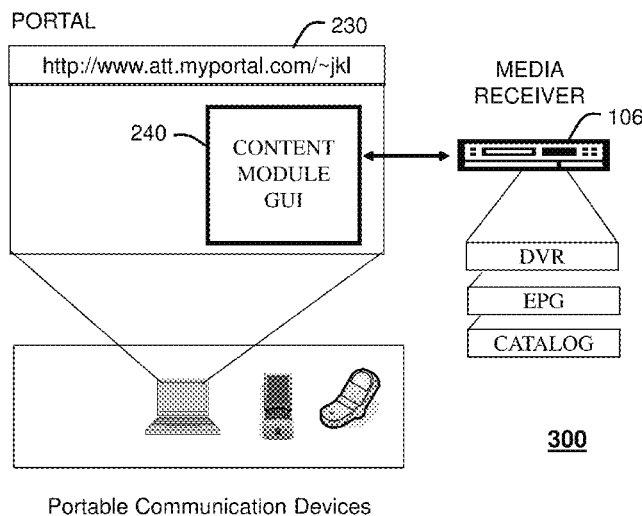 PORTAL
230
http://www.att.myportal.com/~jkl
240
CONTENT
MODULE
GUI
MEDIA
RECEIVER
106
DVR
EPG
CATALOG
300
Portable Communication Devices